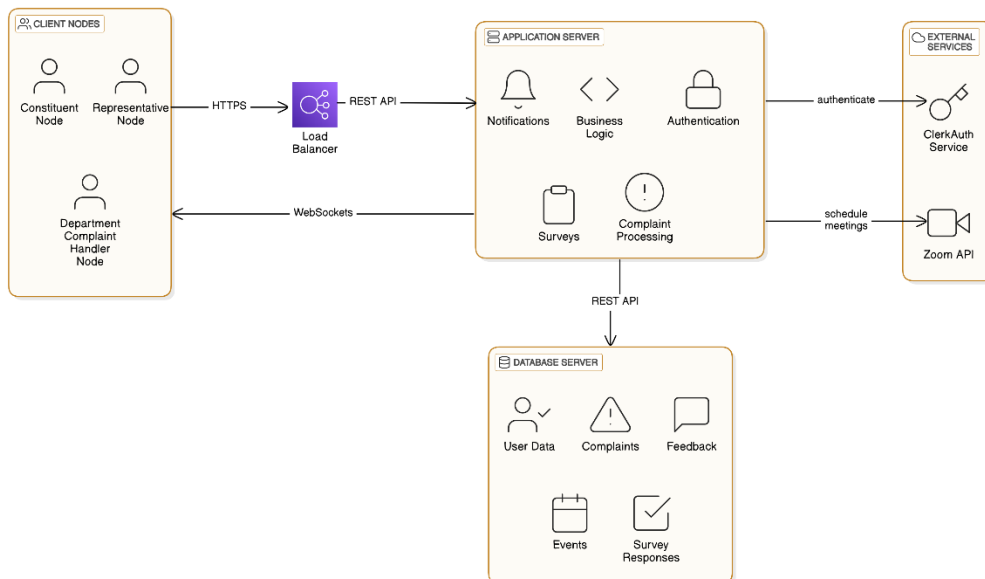 CLIENT NODES
Constituent
Node
Representative
Node
Department
Complaint
Handler
Node
HTTPS
Load
Balancer
REST API
WebSockets
APPLICATION SERVER
Notifications
Business
Logic
Authentication
Surveys
Complaint
Processing
authenticate
schedule
meetings
EXTERNAL
SERVICES
ClerkAuth
Service
Zoom API
REST API
DATABASE SERVER
User Data
Complaints
Feedback
Events
Survey
Responses